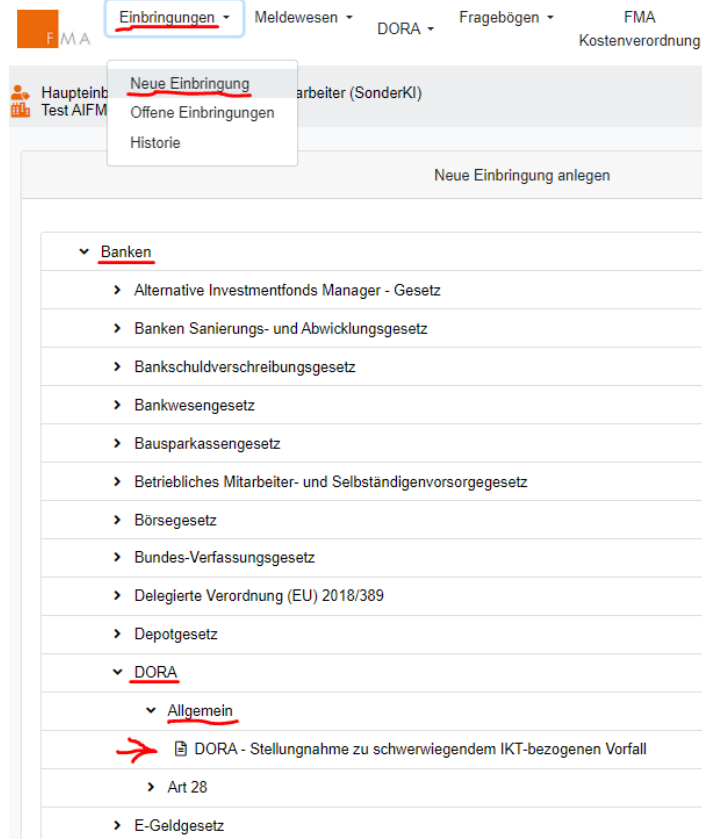 FMA
Einbringungen
Meldewesen
DORA
Fragebögen
FMA
Kostenverordnung
Neue Einbringung
Offene Einbringungen
Historie
Haupteinb
arbeiter (SonderKI)
Test AIFM
Neue Einbringung anlegen
Banken
Alternative Investmentfonds Manager - Gesetz
Banken Sanierungs- und Abwicklungsgesetz
Bankschuldverschreibungsgesetz
Bankwesengesetz
Bausparkassengesetz
Betriebliches Mitarbeiter- und Selbständigenvorsorgegesetz
Börsegesetz
Bundes-Verfassungsgesetz
Delegierte Verordnung (EU) 2018/389
Depotgesetz
DORA
Allgemein
DORA - Stellungnahme zu schwerwiegendem IKT-bezogenen Vorfall
Art 28
E-Geldgesetz